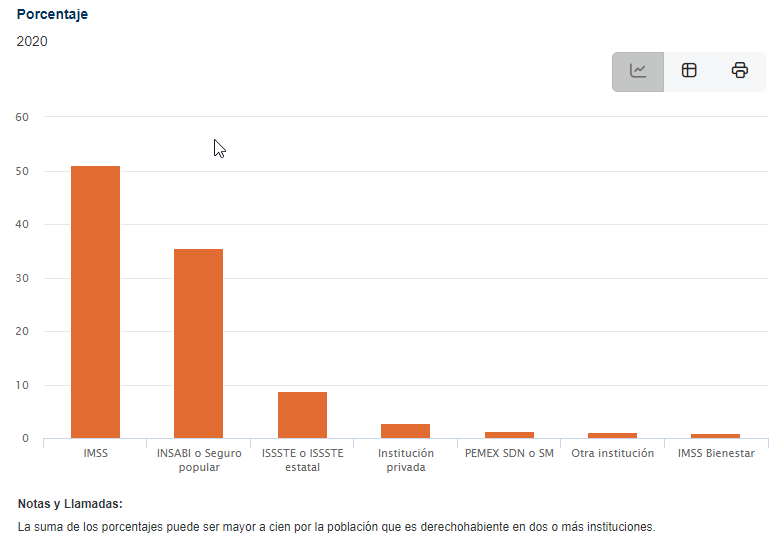 Porcentaje
2020
60
50
40
30
20
10
0
IMSS
INSABI o Seguro
popular
ISSSTE o ISSSTE
estatal
Institución
privada
PEMEX SDN o SM
Otra institución
IMSS Bienestar
Notas y Llamadas:
La suma de los porcentajes puede ser mayor a cien por la población que es derechohabiente en dos o más instituciones.